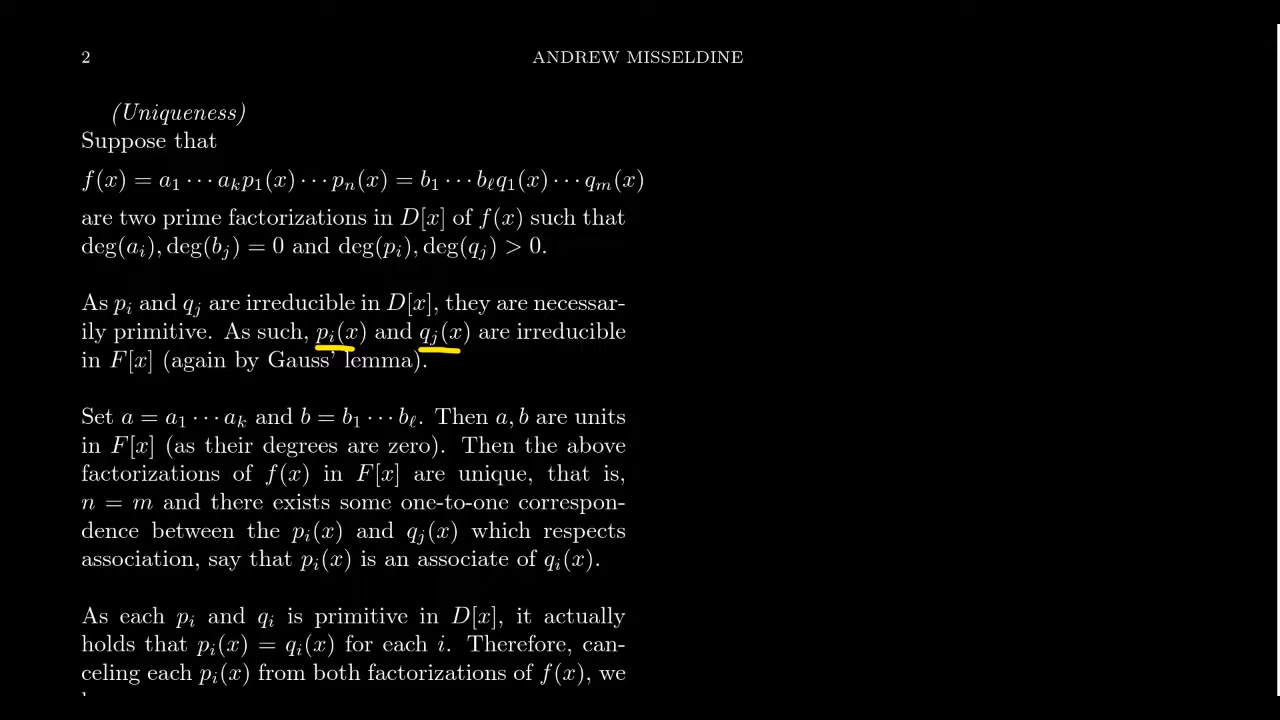 2
ANDREW MISSELDINE
(Uniqueness)
Suppose that
f(x) = a₁ ··· aₖp₁(x) ··· pₙ(x) = b₁ ··· b_ℓq₁(x) ··· qₘ(x)
are two prime factorizations in D[x] of f(x) such that
deg(aᵢ), deg(bⱼ) = 0 and deg(pᵢ), deg(qⱼ) > 0.
As pᵢ and qⱼ are irreducible in D[x], they are necessar-
ily primitive. As such, pᵢ(x) and qⱼ(x) are irreducible
in F[x] (again by Gauss' lemma).
Set a = a₁ ··· aₖ and b = b₁ ··· b_ℓ. Then a, b are units
in F[x] (as their degrees are zero). Then the above
factorizations of f(x) in F[x] are unique, that is,
n = m and there exists some one-to-one correspon-
dence between the pᵢ(x) and qⱼ(x) which respects
association, say that pᵢ(x) is an associate of qᵢ(x).
As each pᵢ and qᵢ is primitive in D[x], it actually
holds that pᵢ(x) = qᵢ(x) for each i. Therefore, can-
celing each pᵢ(x) from both factorizations of f(x), we